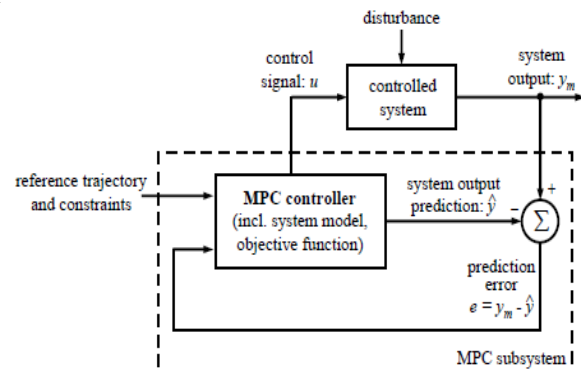 disturbance
control
signal: u
controlled
system
system
output: yₘ
reference trajectory
and constraints
MPC controller
(incl. system model,
objective function)
system output
prediction: ŷ
+
−
Σ
prediction
error
e = yₘ - ŷ
MPC subsystem